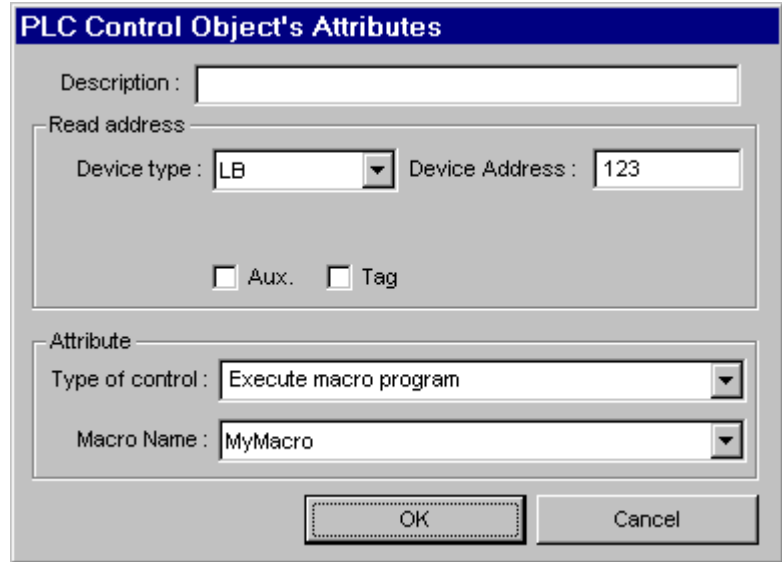 PLC Control Object's Attributes
Description :
Read address
Device type : LB Device Address : 123
Aux. Tag
Attribute
Type of control : Execute macro program
Macro Name : MyMacro
OK Cancel